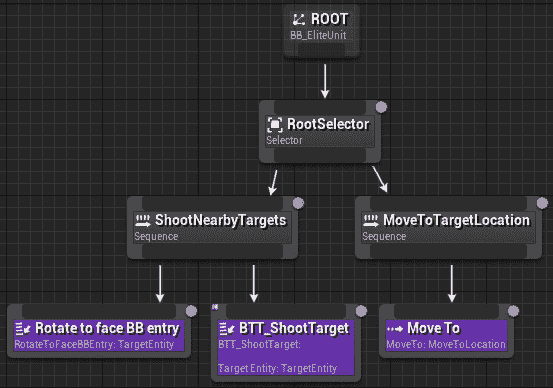 ROOT
BB_EliteUnit
RootSelector
Selector
ShootNearbyTargets
Sequence
MoveToTargetLocation
Sequence
Rotate to face BB entry
RotateToFaceBBEntry: TargetEntity
BTT_ShootTarget
BTT_ShootTarget:
Target Entity: TargetEntity
Move To
MoveTo: MoveToLocation